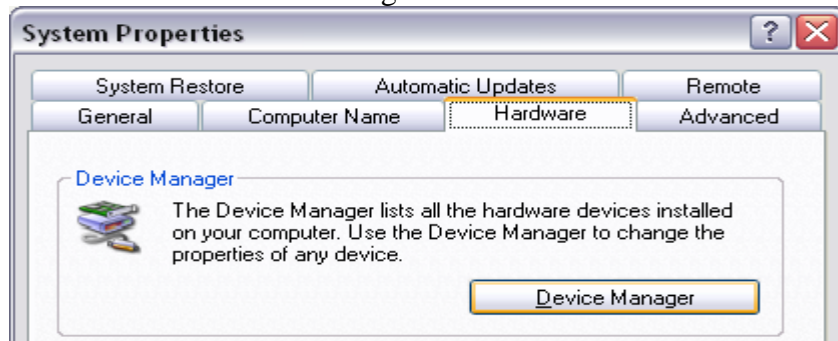 System Properties
System Restore Automatic Updates Remote
General Computer Name Hardware Advanced
Device Manager
The Device Manager lists all the hardware devices installed
on your computer. Use the Device Manager to change the
properties of any device.
Device Manager